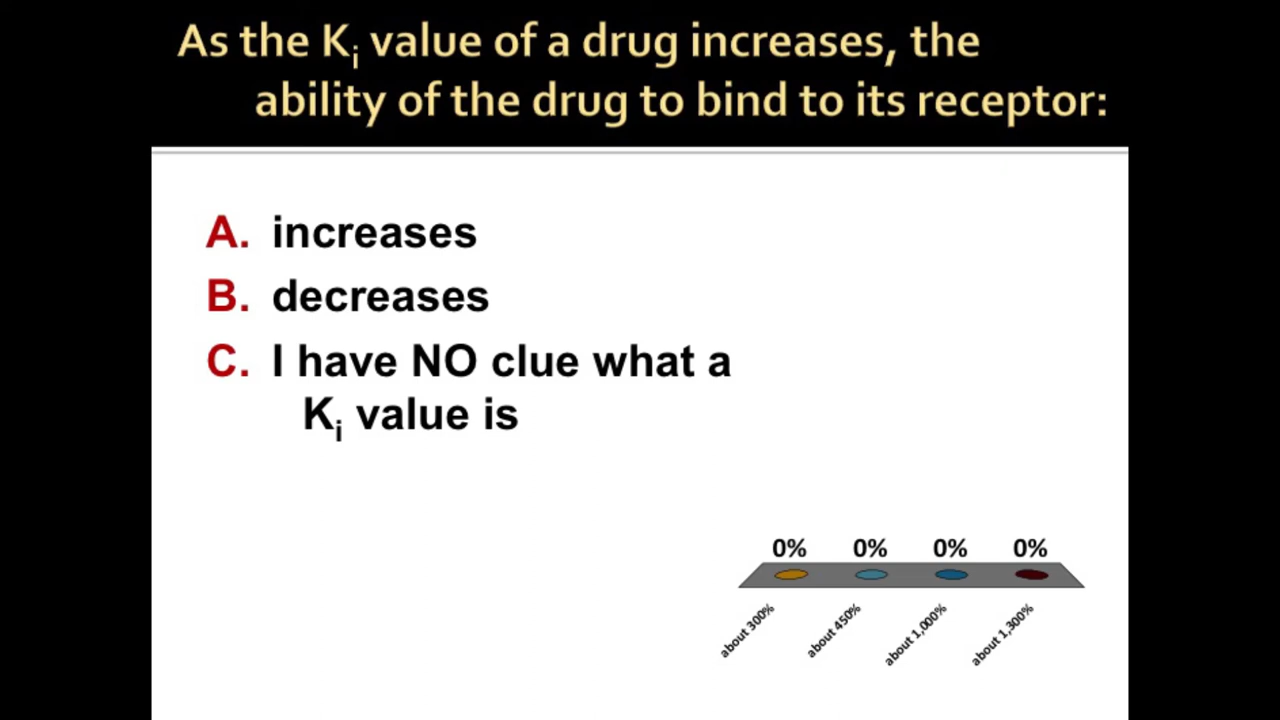 As the Ki value of a drug increases, the
ability of the drug to bind to its receptor:
A. increases
B. decreases
C. I have NO clue what a
Ki value is
0% 0% 0% 0%
about 300% about 450% about 1,000% about 1,300%